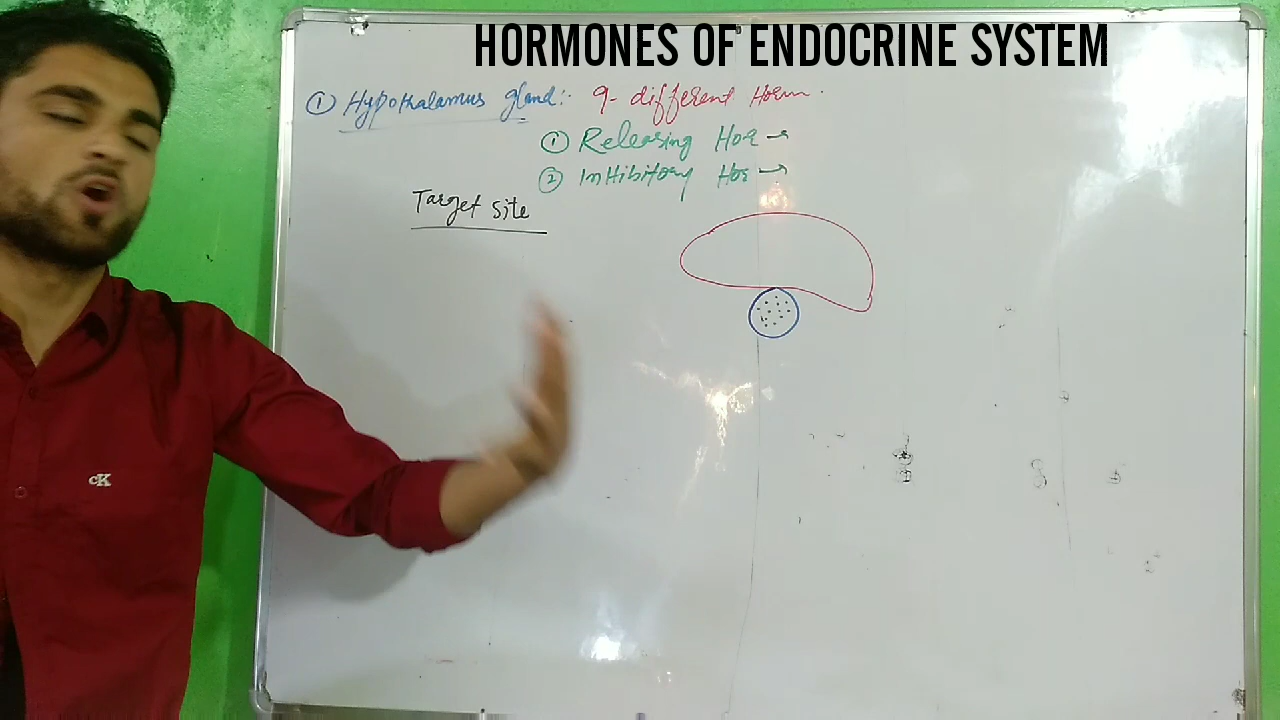 HORMONES OF ENDOCRINE SYSTEM
① Hypothalamus gland:- 9- different Horm.
① Releasing Hor →
② InHibitory Hor →
Target site
cK